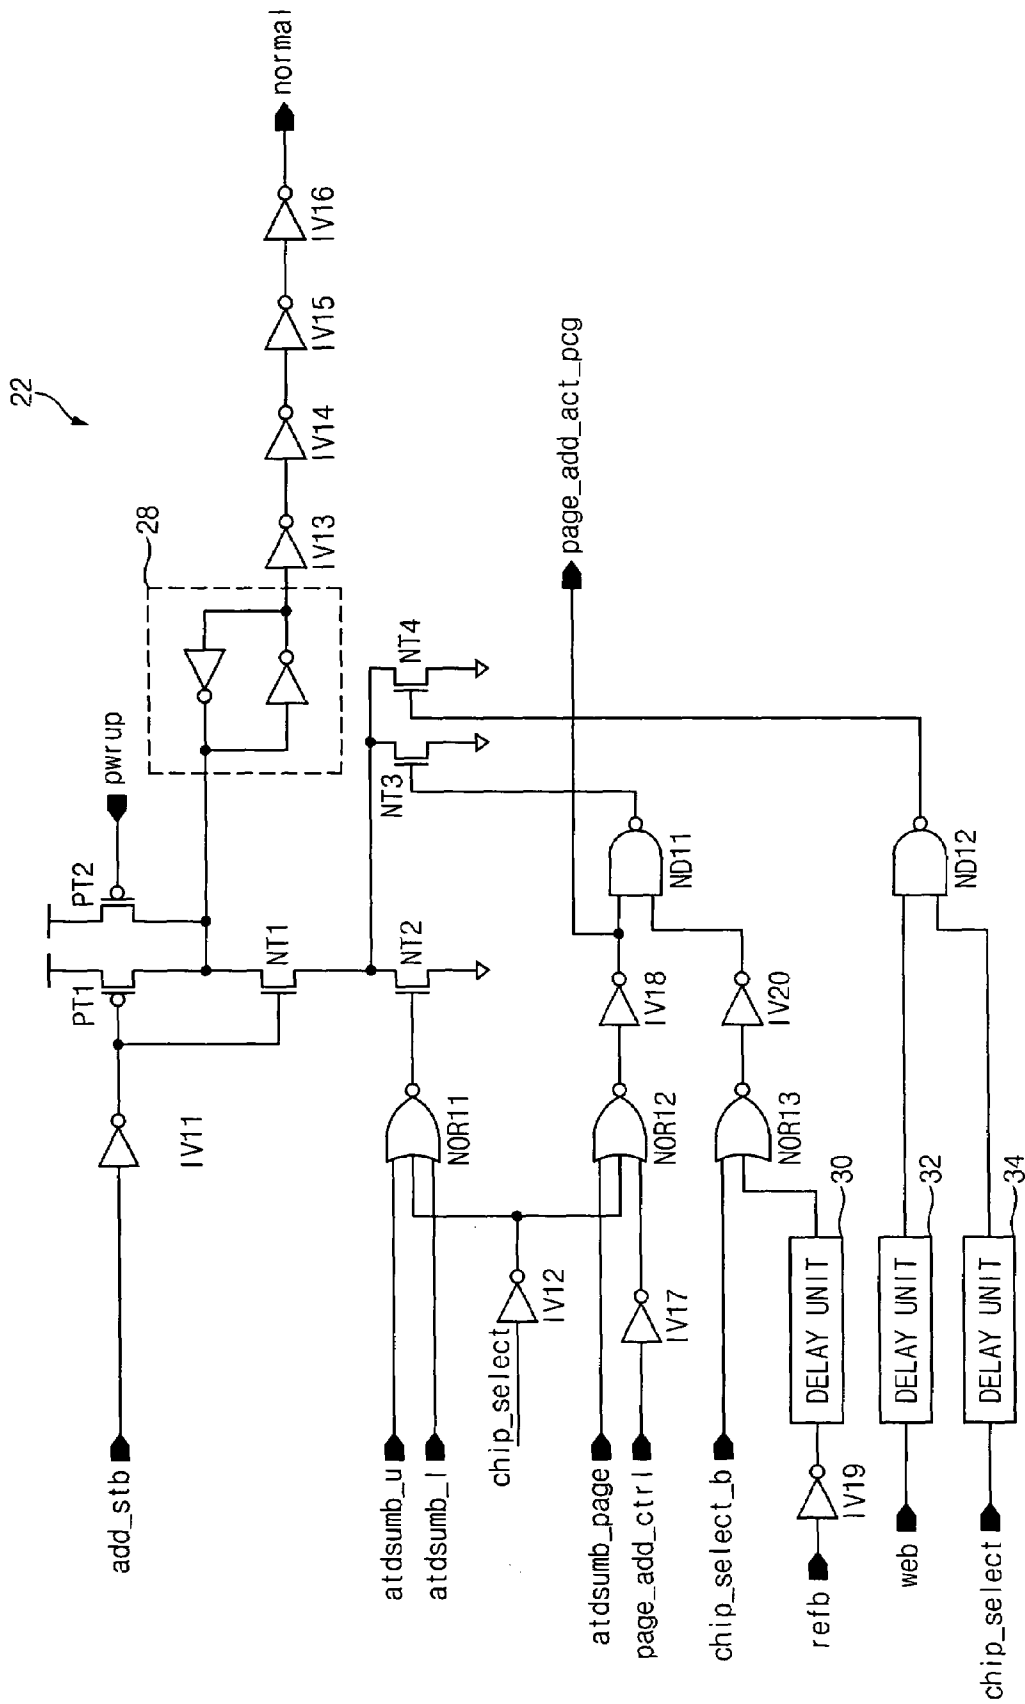 22
add_stb
IV11
PT1
PT2
pwrup
NT1
28
IV13
IV14
IV15
IV16
normal
atdsumb_u
atdsumb_l
NOR11
NT2
NT3
NT4
chip_select
IV12
atdsumb_page
page_add_ctrl
IV17
NOR12
IV18
ND11
page_add_act_pcg
chip_select_b
NOR13
IV20
refb
IV19
DELAY UNIT
30
web
DELAY UNIT
32
ND12
chip_select
DELAY UNIT
34